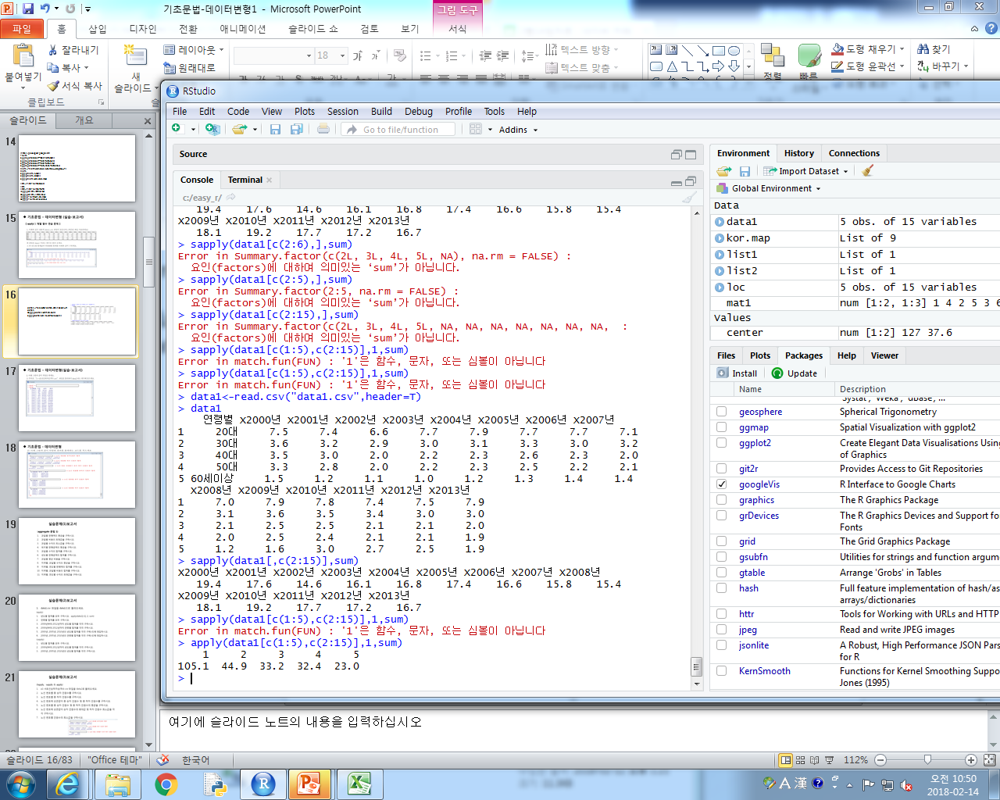 기초문법-데이터변형1 - Microsoft PowerPoint
그림 도구
파일 홈 삽입 디자인 전환 애니메이션 슬라이드 쇼 검토 보기 서식
붙여넣기
잘라내기
복사
서식 복사
클립보드
새
슬라이드
레이아웃
원래대로
18
텍스트 방향
텍스트 맞춤
정렬
빠른
도형 채우기
도형 윤곽선
찾기
바꾸기
슬라이드 개요
14
15
16
17
18
19
20
21
RStudio
File Edit Code View Plots Session Build Debug Profile Tools Help
Go to file/function
Addins
Source
Console Terminal
c:/easy_r/
19.4 17.6 14.6 16.1 16.8 17.4 16.6 15.8 15.4
X2009년 X2010년 X2011년 X2012년 X2013년
18.1 19.2 17.7 17.2 16.7
> sapply(data1[c(2:6),],sum)
Error in Summary.factor(c(2L, 3L, 4L, 5L, NA), na.rm = FALSE) :
요인(factors)에 대하여 의미있는 ‘sum’가 아닙니다.
> sapply(data1[c(2:5),],sum)
Error in Summary.factor(2:5, na.rm = FALSE) :
요인(factors)에 대하여 의미있는 ‘sum’가 아닙니다.
> sapply(data1[c(2:15),],sum)
Error in Summary.factor(c(2L, 3L, 4L, 5L, NA, NA, NA, NA, NA, NA, NA, :
요인(factors)에 대하여 의미있는 ‘sum’가 아닙니다.
> sapply(data1[c(1:5),c(2:15)],1,sum)
Error in match.fun(FUN) : '1'은 함수, 문자, 또는 심볼이 아닙니다
> sapply(data1[c(1:5),c(2:15)],1,sum)
Error in match.fun(FUN) : '1'은 함수, 문자, 또는 심볼이 아닙니다
> data1<-read.csv("data1.csv",header=T)
> data1
연령별 X2000년 X2001년 X2002년 X2003년 X2004년 X2005년 X2006년 X2007년
1 20대 7.5 7.4 6.6 7.7 7.9 7.7 7.7 7.1
2 30대 3.6 3.2 2.9 3.0 3.1 3.3 3.0 3.2
3 40대 3.5 3.0 2.0 2.2 2.3 2.6 2.3 2.0
4 50대 3.3 2.8 2.0 2.2 2.3 2.5 2.2 2.1
5 60세이상 1.5 1.2 1.1 1.0 1.2 1.3 1.4 1.4
X2008년 X2009년 X2010년 X2011년 X2012년 X2013년
1 7.0 7.9 7.8 7.4 7.5 7.9
2 3.1 3.6 3.5 3.4 3.0 3.0
3 2.1 2.5 2.5 2.1 2.1 2.0
4 2.0 2.5 2.4 2.1 2.1 1.9
5 1.2 1.6 3.0 2.7 2.5 1.9
> sapply(data1[,c(2:15)],sum)
X2000년 X2001년 X2002년 X2003년 X2004년 X2005년 X2006년 X2007년 X2008년
19.4 17.6 14.6 16.1 16.8 17.4 16.6 15.8 15.4
X2009년 X2010년 X2011년 X2012년 X2013년
18.1 19.2 17.7 17.2 16.7
> sapply(data1[c(1:5),c(2:15)],1,sum)
Error in match.fun(FUN) : '1'은 함수, 문자, 또는 심볼이 아닙니다
> apply(data1[c(1:5),c(2:15)],1,sum)
1 2 3 4 5
105.1 44.9 33.2 32.4 23.0
>
Environment History Connections
Import Dataset
Global Environment
Data
data1 5 obs. of 15 variables
kor.map List of 9
list1 List of 1
list2 List of 1
loc 5 obs. of 15 variables
mat1 num [1:2, 1:3] 1 4 2 5 3 6
Values
center num [1:2] 127 37.6
Files Plots Packages Help Viewer
Install Update
Name Description
'Systat', 'Weka', 'dBase', ...
geosphere Spherical Trigonometry
ggmap Spatial Visualization with ggplot2
ggplot2 Create Elegant Data Visualisations Using
of Graphics
git2r Provides Access to Git Repositories
googleVis R Interface to Google Charts
graphics The R Graphics Package
grDevices The R Graphics Devices and Support fo
Fonts
grid The Grid Graphics Package
gsubfn Utilities for strings and function argum
gtable Arrange 'Grobs' in Tables
hash Full feature implementation of hash/as
arrays/dictionaries
httr Tools for Working with URLs and HTTP
jpeg Read and write JPEG images
jsonlite A Robust, High Performance JSON Pars
for R
KernSmooth Functions for Kernel Smoothing Suppo
Jones (1995)
여기에 슬라이드 노트의 내용을 입력하십시오
슬라이드 16/83 "Office 테마" 한국어 112%
A 漢
오전 10:50
2018-02-14